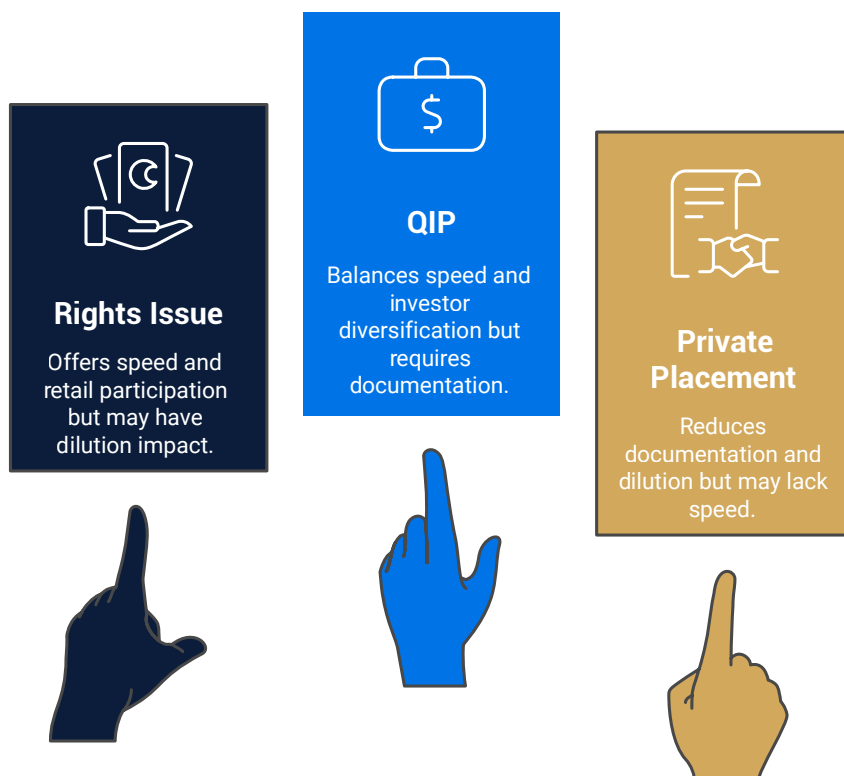 Rights Issue
Offers speed and
retail participation
but may have
dilution impact.
$
QIP
Balances speed and
investor
diversification but
requires
documentation.
Private
Placement
Reduces
documentation and
dilution but may lack
speed.